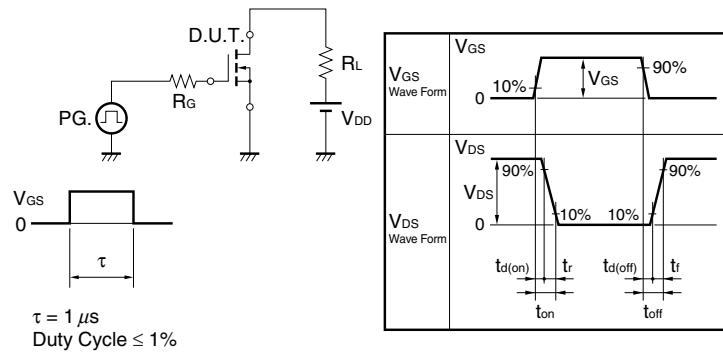 D.U.T.
RL
RG
PG.
VDD
VGS
0
τ
τ = 1 μs
Duty Cycle ≤ 1%
VGS
Wave Form
VGS
10%
VGS
90%
0
VDS
Wave Form
VDS
90%
VDS
10%
10%
90%
0
td(on)
tr
td(off)
tf
ton
toff